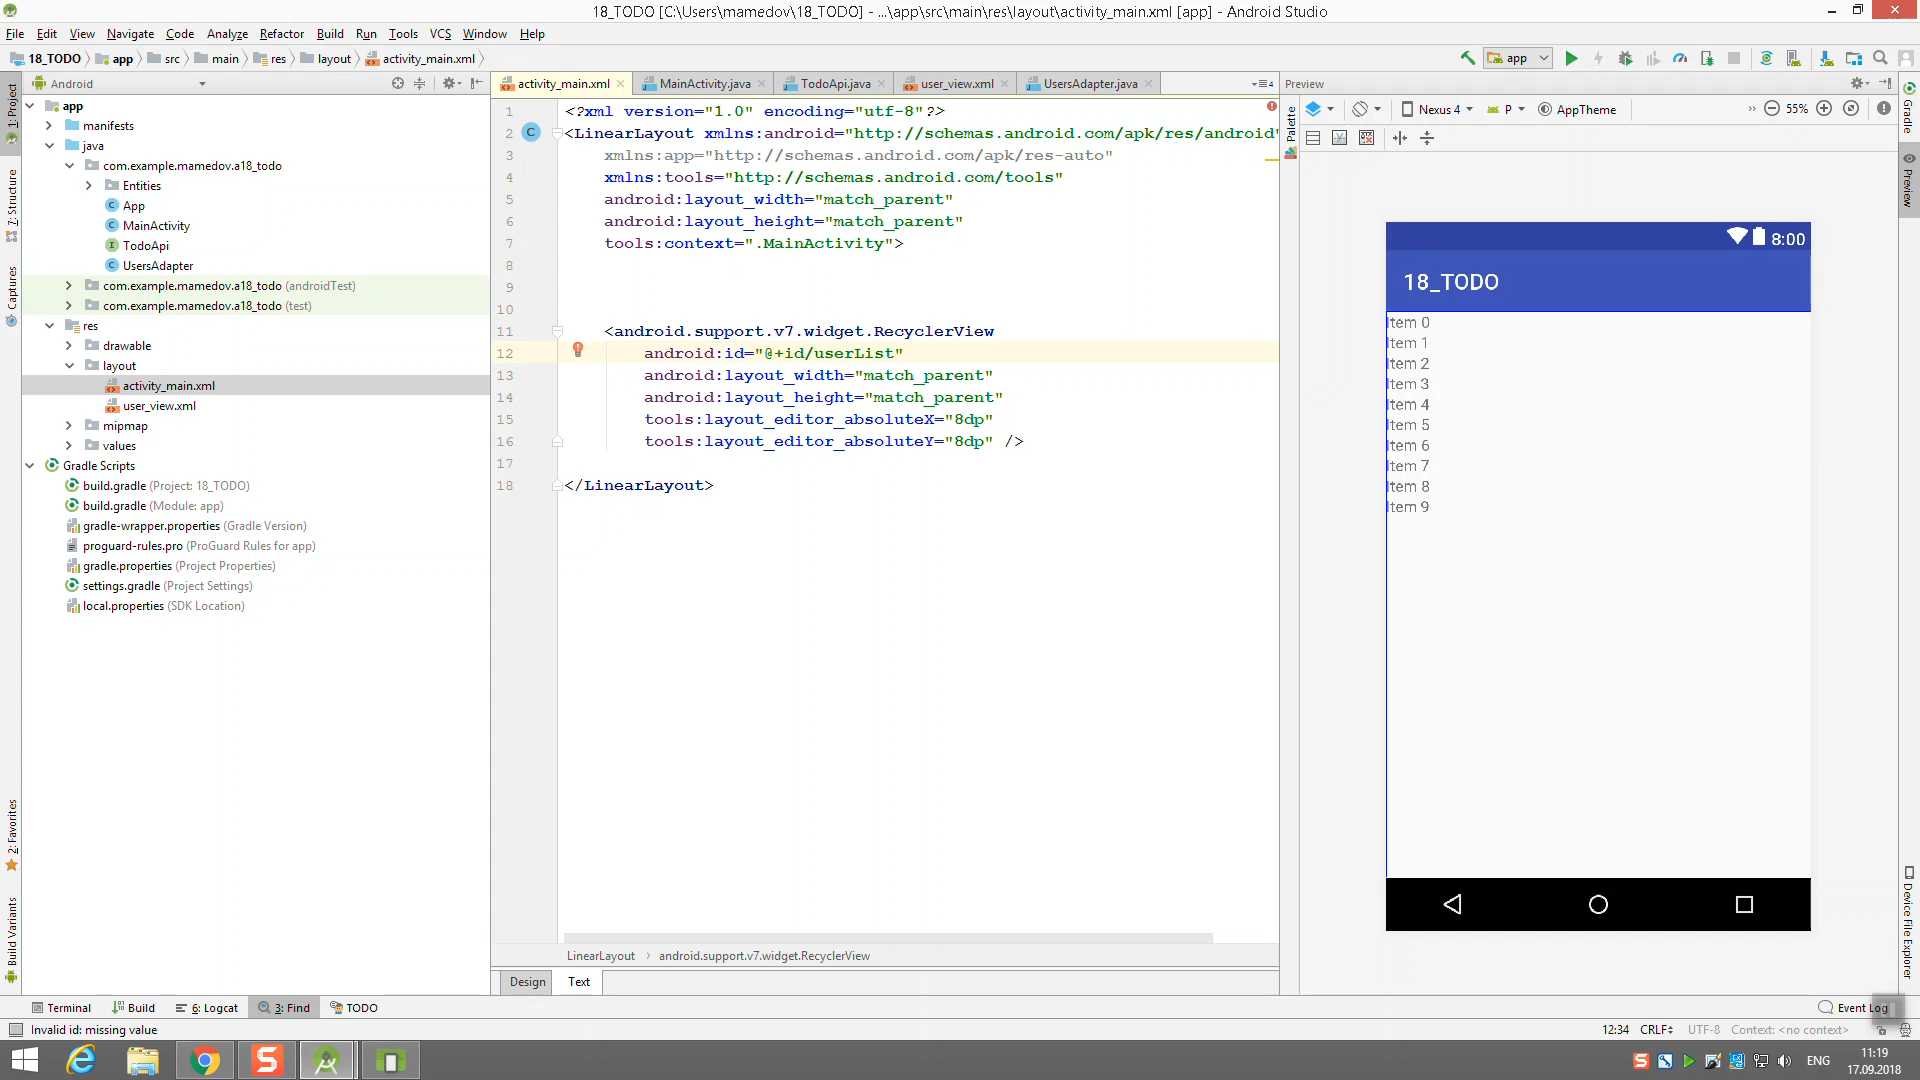 18_TODO [C:\Users\mamedov\18_TODO] - ...\app\src\main\res\layout\activity_main.xml [app] - Android Studio
File Edit View Navigate Code Analyze Refactor Build Run Tools VCS Window Help
18_TODO app src main res layout activity_main.xml
app
Android
activity_main.xml MainActivity.java TodoApi.java user_view.xml UsersAdapter.java
4
Preview
1: Project
7: Structure
Captures
2: Favorites
Build Variants
app
manifests
java
com.example.mamedov.a18_todo
Entities
App
MainActivity
TodoApi
UsersAdapter
com.example.mamedov.a18_todo (androidTest)
com.example.mamedov.a18_todo (test)
res
drawable
layout
activity_main.xml
user_view.xml
mipmap
values
Gradle Scripts
build.gradle (Project: 18_TODO)
build.gradle (Module: app)
gradle-wrapper.properties (Gradle Version)
proguard-rules.pro (ProGuard Rules for app)
gradle.properties (Project Properties)
settings.gradle (Project Settings)
local.properties (SDK Location)
1 <?xml version="1.0" encoding="utf-8"?>
2 C <LinearLayout xmlns:android="http://schemas.android.com/apk/res/android"
3 xmlns:app="http://schemas.android.com/apk/res-auto"
4 xmlns:tools="http://schemas.android.com/tools"
5 android:layout_width="match_parent"
6 android:layout_height="match_parent"
7 tools:context=".MainActivity">
8
9
10
11 <android.support.v7.widget.RecyclerView
12 android:id="@+id/userList"
13 android:layout_width="match_parent"
14 android:layout_height="match_parent"
15 tools:layout_editor_absoluteX="8dp"
16 tools:layout_editor_absoluteY="8dp" />
17
18 </LinearLayout>
LinearLayout › android.support.v7.widget.RecyclerView
Design Text
Palette
Nexus 4 P AppTheme 55%
8:00
18_TODO
Item 0
Item 1
Item 2
Item 3
Item 4
Item 5
Item 6
Item 7
Item 8
Item 9
Gradle
Preview
Device File Explorer
Terminal Build 6: Logcat 3: Find TODO Event Log
Invalid id: missing value
12:34 CRLF UTF-8 Context: <no context>
ENG
11:19
17.09.2018